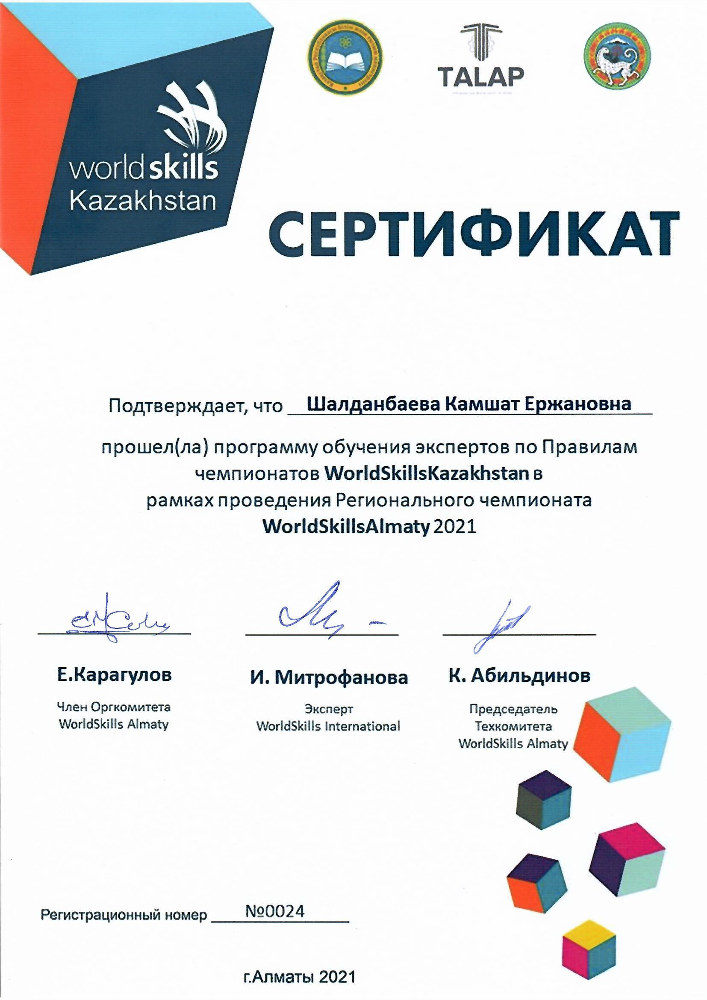 TALAP
world skills
Kazakhstan
СЕРТИФИКАТ
Подтверждает, что Шалданбаева Камшат Ержановна
прошел(ла) программу обучения экспертов по Правилам
чемпионатов WorldSkillsKazakhstan в
рамках проведения Регионального чемпионата
WorldSkillsAlmaty 2021
Е.Карагулов
И. Митрофанова
К. Абильдинов
Член Оргкомитета
WorldSkills Almaty
Эксперт
WorldSkills International
Председатель
Техкомитета
WorldSkills Almaty
Регистрационный номер №0024
г.Алматы 2021